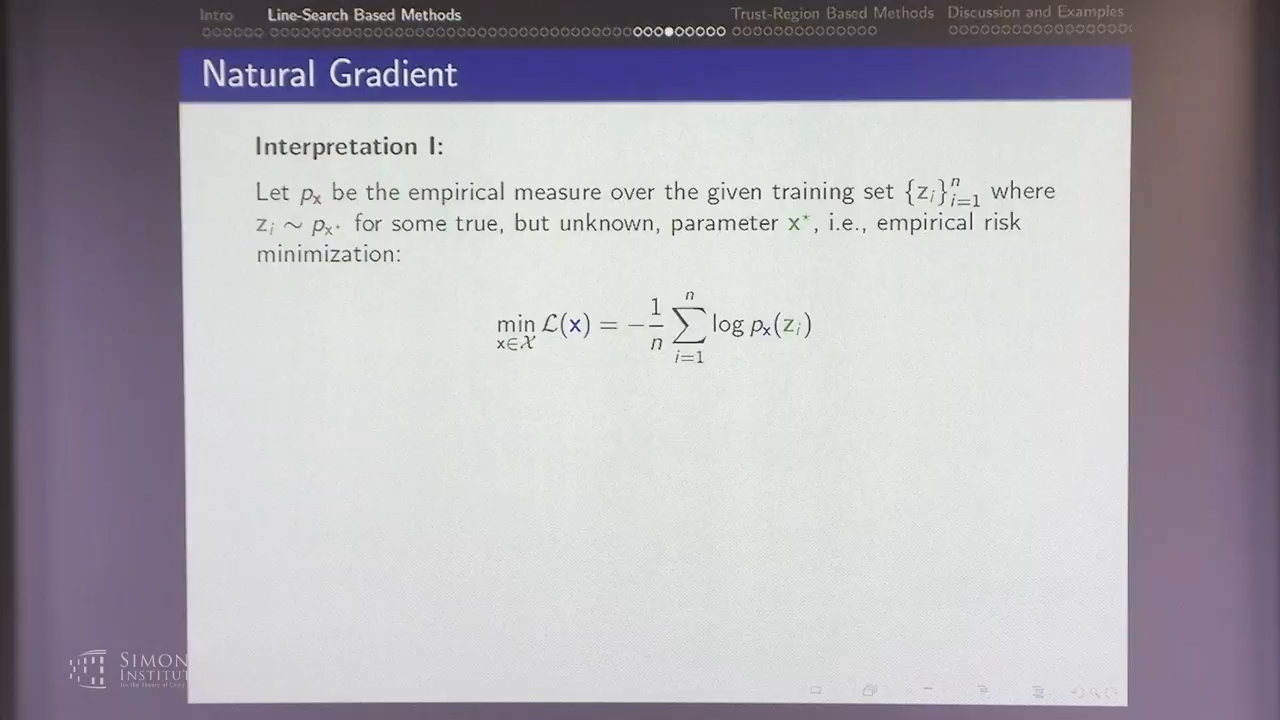 Intro Line-Search Based Methods Trust-Region Based Methods Discussion and Examples
Natural Gradient
Interpretation I:
Let pₓ be the empirical measure over the given training set {zᵢ}ⁿᵢ₌₁ where
zᵢ ∼ pₓ⋆ for some true, but unknown, parameter x⋆, i.e., empirical risk
minimization:
min_{x∈𝒳} ℒ(x) = −1/n ∑ⁿᵢ₌₁ log pₓ(zᵢ)
SIMON
INSTITUT